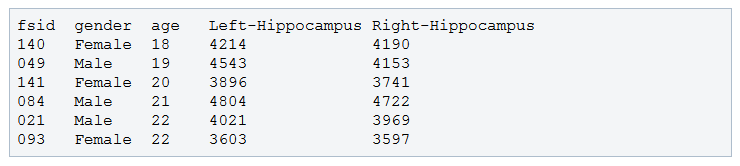 fsid gender age Left-Hippocampus Right-Hippocampus
140 Female 18 4214 4190
049 Male 19 4543 4153
141 Female 20 3896 3741
084 Male 21 4804 4722
021 Male 22 4021 3969
093 Female 22 3603 3597